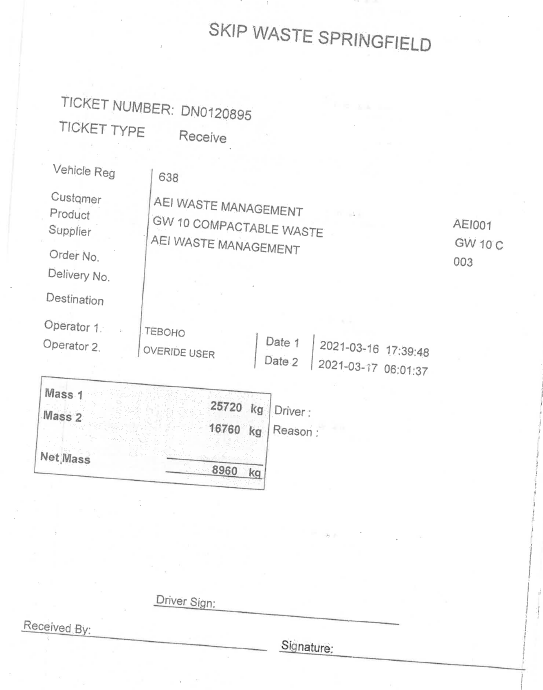 SKIP WASTE SPRINGFIELD
TICKET NUMBER: DN0120895
TICKET TYPE Receive
Vehicle Reg 638
Customer AEI WASTE MANAGEMENT AEI001
Product GW 10 COMPACTABLE WASTE GW 10 C
Supplier AEI WASTE MANAGEMENT 003
Order No.
Delivery No.
Destination
Operator 1. TEBOHO Date 1 2021-03-16 17:39:48
Operator 2. OVERIDE USER Date 2 2021-03-17 06:01:37
Mass 1 25720 kg Driver :
Mass 2 16760 kg Reason :
Net Mass 8960 kg
Driver Sign:
Received By: Signature: